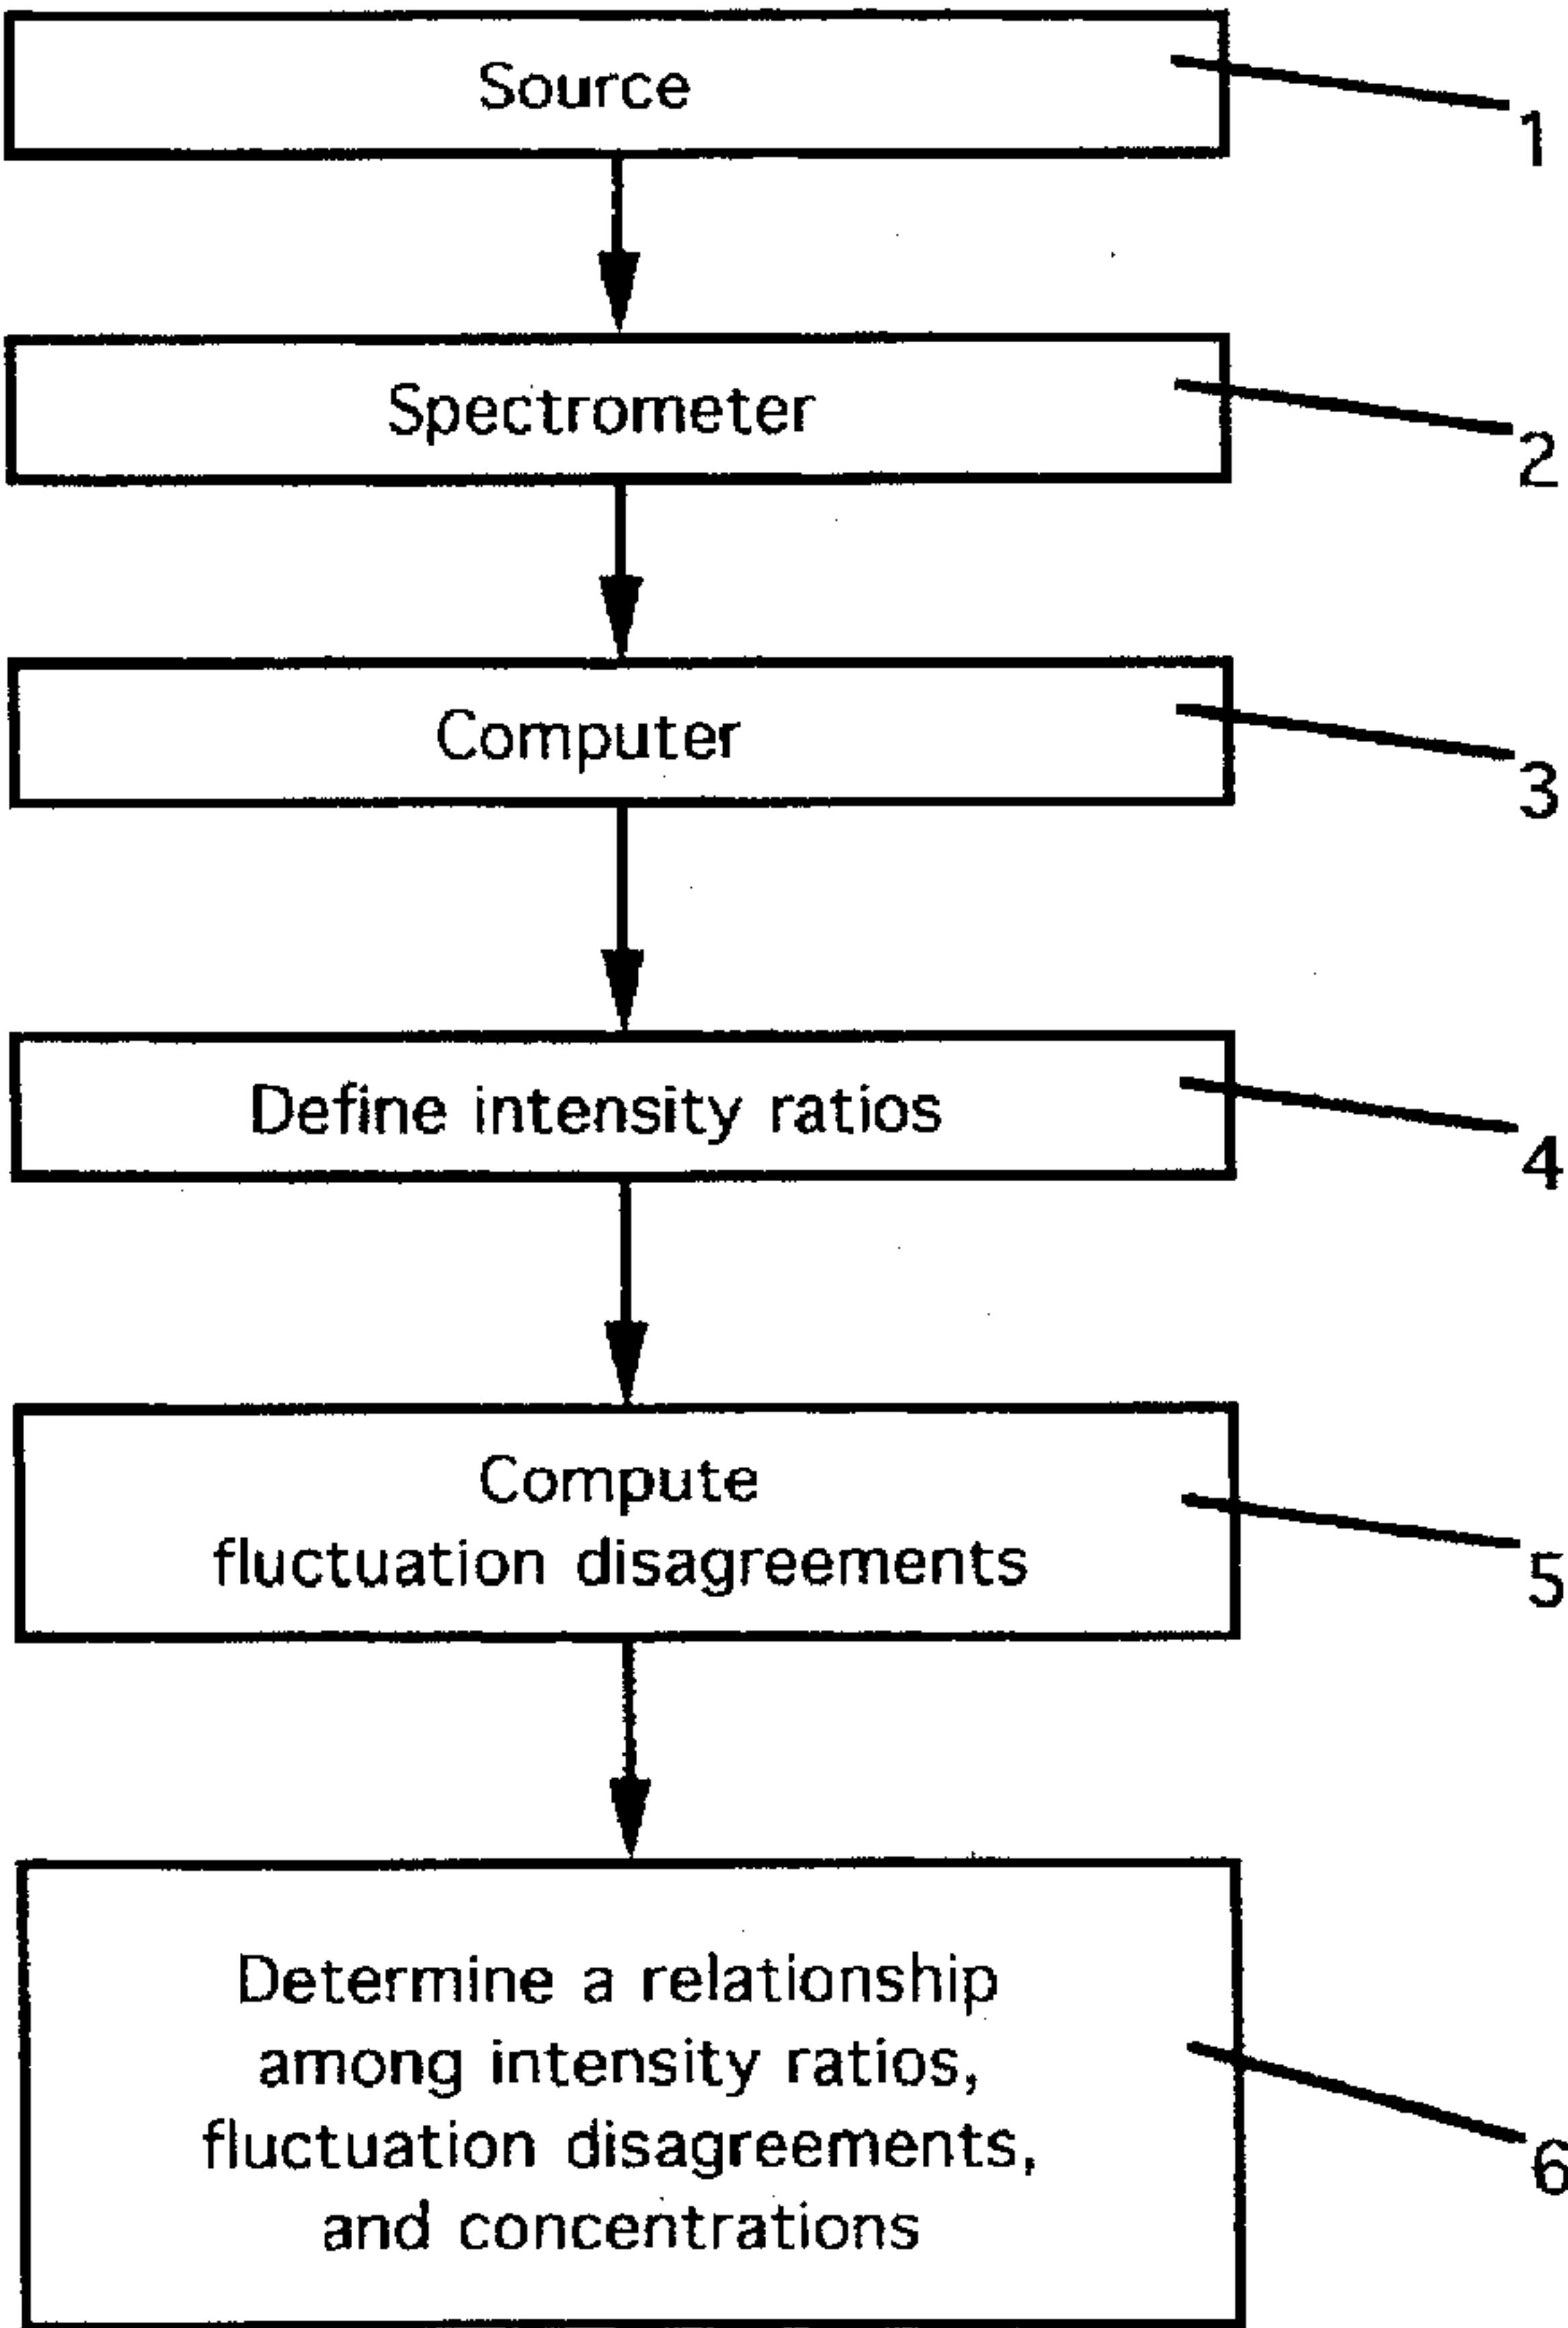 Source
1
Spectrometer
2
Computer
3
Define intensity ratios
4
Compute
fluctuation disagreements
5
Determine a relationship
among intensity ratios,
fluctuation disagreements,
and concentrations
6